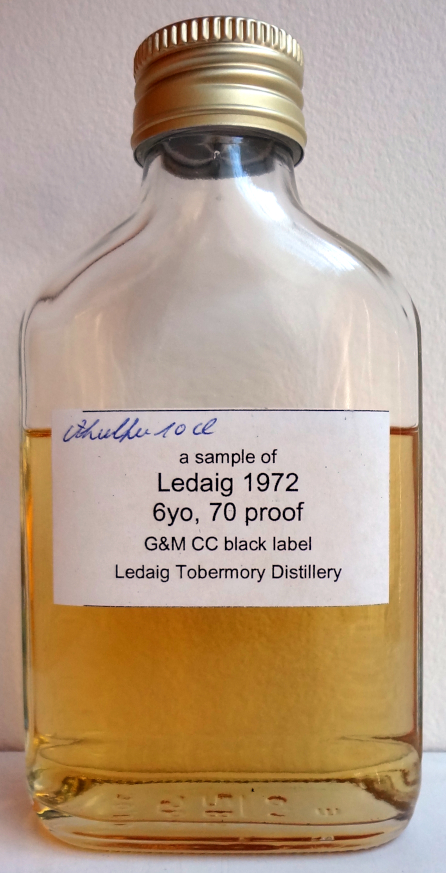 10 cl
a sample of
Ledaig 1972
6yo, 70 proof
G&M CC black label
Ledaig Tobermory Distillery